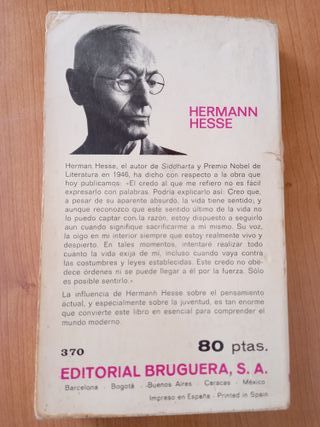 HERMANN
HESSE
Herman Hesse, el autor de Siddharta y Premio Nobel de
Literatura en 1946, ha dicho con respecto a la obra que
hoy publicamos: «El credo al que me refiero no es fácil
expresarlo con palabras. Podría explicarlo así: Creo que,
a pesar de su aparente absurdo, la vida tiene sentido; y
aunque reconozco que este sentido último de la vida no
lo puedo captar con la razón, estoy dispuesto a seguirlo
aun cuando signifique sacrificarme a mí mismo. Su voz,
la oigo en mi interior siempre que estoy realmente vivo y
despierto. En tales momentos, intentaré realizar todo
cuanto la vida exija de mí, incluso cuando vaya contra
las costumbres y leyes establecidas. Este credo no obe-
dece órdenes ni se puede llegar a él por la fuerza. Sólo
es posible sentirlo.»
La influencia de Hermann Hesse sobre el pensamiento
actual, y especialmente sobre la juventud, es tan enorme
que convierte este libro en esencial para comprender el
mundo moderno.
370
80 ptas.
EDITORIAL BRUGUERA, S. A.
Barcelona · Bogotá · Buenos Aires · Caracas · México
Impreso en España - Printed in Spain